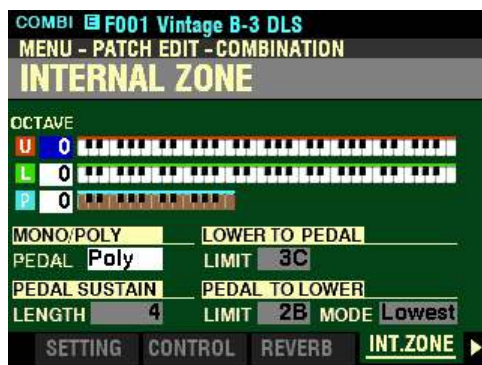 COMBI E F001 Vintage B-3 DLS
MENU - PATCH EDIT - COMBINATION
INTERNAL ZONE
OCTAVE
U 0
L 0
P 0
MONO/POLY LOWER TO PEDAL
PEDAL Poly LIMIT 3C
PEDAL SUSTAIN PEDAL TO LOWER
LENGTH 4 LIMIT 2B MODE Lowest
SETTING CONTROL REVERB INT.ZONE